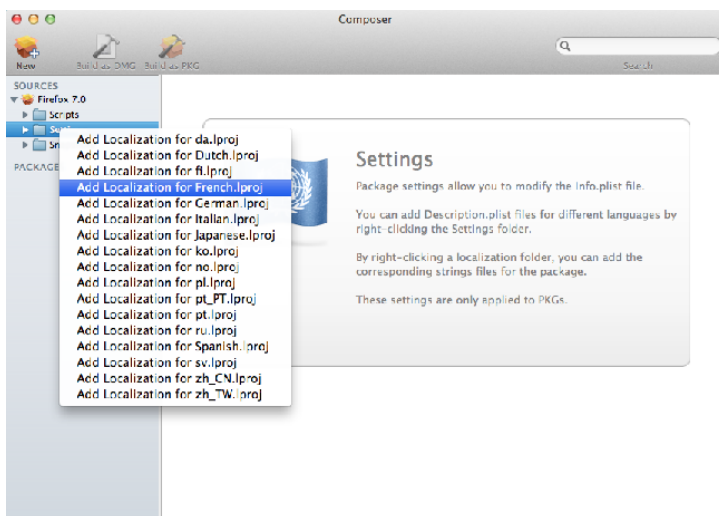 Composer
New
Build as DMG
Build as PKG
Search
SOURCES
Firefox 7.0
Scripts
PACKAGE
Add Localization for da.lproj
Add Localization for Dutch.lproj
Add Localization for fi.lproj
Add Localization for French.lproj
Add Localization for German.lproj
Add Localization for Italian.lproj
Add Localization for Japanese.lproj
Add Localization for ko.lproj
Add Localization for no.lproj
Add Localization for pl.lproj
Add Localization for pt_PT.lproj
Add Localization for pt.lproj
Add Localization for ru.lproj
Add Localization for Spanish.lproj
Add Localization for sv.lproj
Add Localization for zh_CN.lproj
Add Localization for zh_TW.lproj
Settings
Package settings allow you to modify the Info.plist file.
You can add Description.plist files for different languages by
right-clicking the Settings folder.
By right-clicking a localization folder, you can add the
corresponding strings files for the package.
These settings are only applied to PKGs.